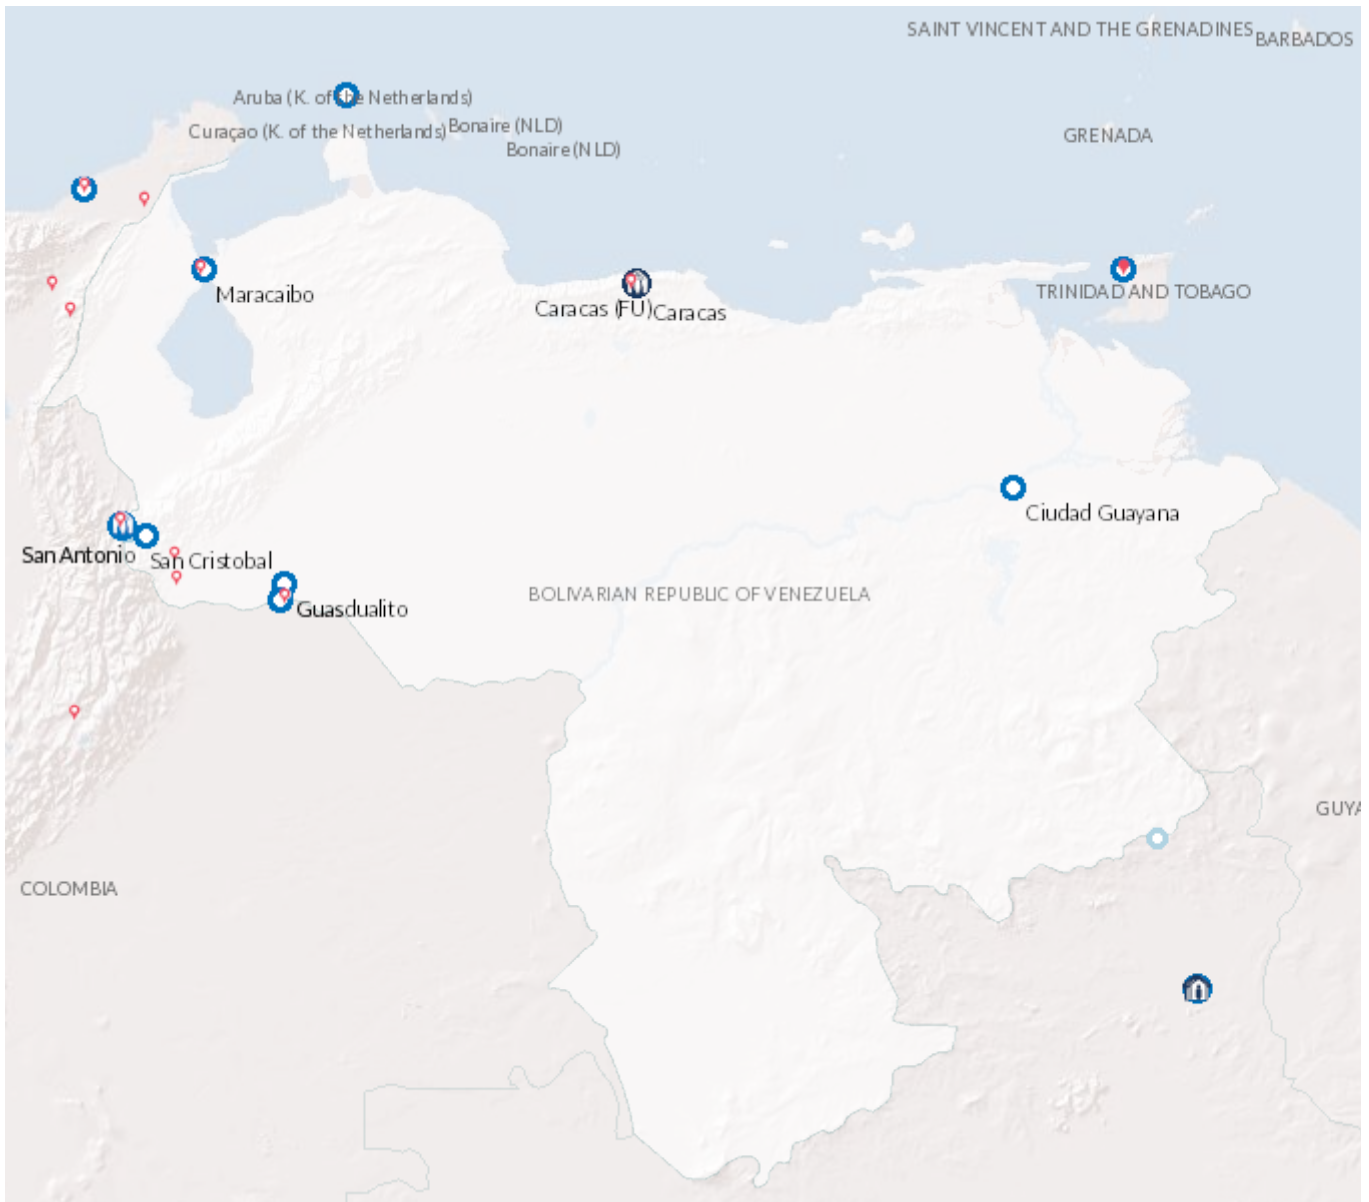 SAINT VINCENT AND THE GRENADINES
BARBADOS
Aruba (K. of the Netherlands)
Curaçao (K. of the Netherlands)
Bonaire (NLD)
Bonaire (NLD)
GRENADA
Maracaibo
Caracas (FU)
Caracas
TRINIDAD AND TOBAGO
Ciudad Guayana
San Antonio
San Cristobal
Guasdualito
BOLIVARIAN REPUBLIC OF VENEZUELA
GUYA
COLOMBIA